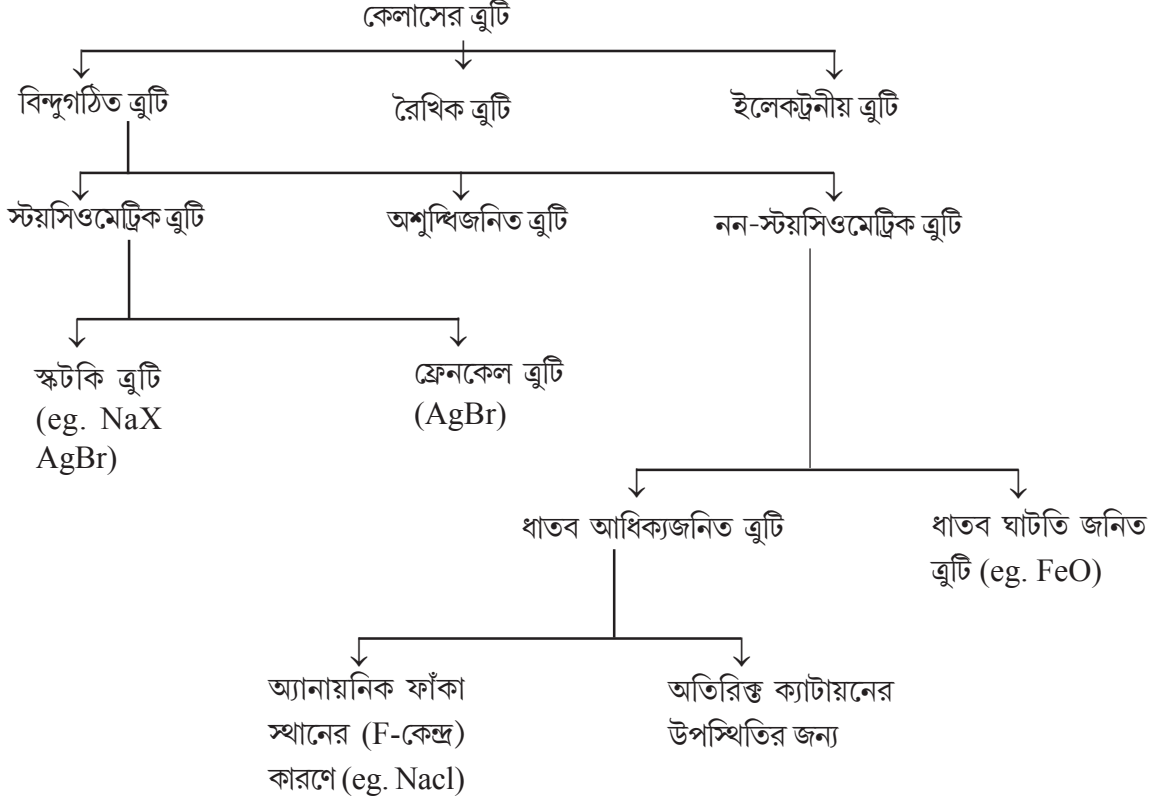 কেলাসের ত্রুটি
বিন্দুগঠিত ত্রুটি
রৈখিক ত্রুটি
ইলেকট্রনীয় ত্রুটি
স্টয়সিওমেট্রিক ত্রুটি
অশুদ্ধিজনিত ত্রুটি
নন-স্টয়সিওমেট্রিক ত্রুটি
স্কটকি ত্রুটি
(eg. NaX
AgBr)
ফ্রেনকেল ত্রুটি
(AgBr)
ধাতব আধিক্যজনিত ত্রুটি
ধাতব ঘাটতি জনিত
ত্রুটি (eg. FeO)
অ্যানায়নিক ফাঁকা
স্থানের (F-কেন্দ্র)
কারণে (eg. Nacl)
অতিরিক্ত ক্যাটায়নের
উপস্থিতির জন্য